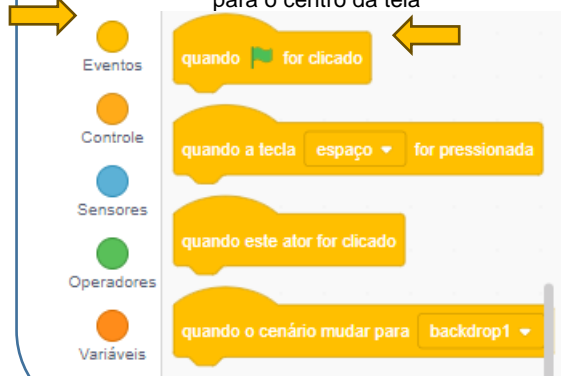 para o centro da tela
Eventos
quando for clicado
Controle
quando a tecla espaço for pressionada
Sensores
quando este ator for clicado
Operadores
quando o cenário mudar para backdrop1
Variáveis